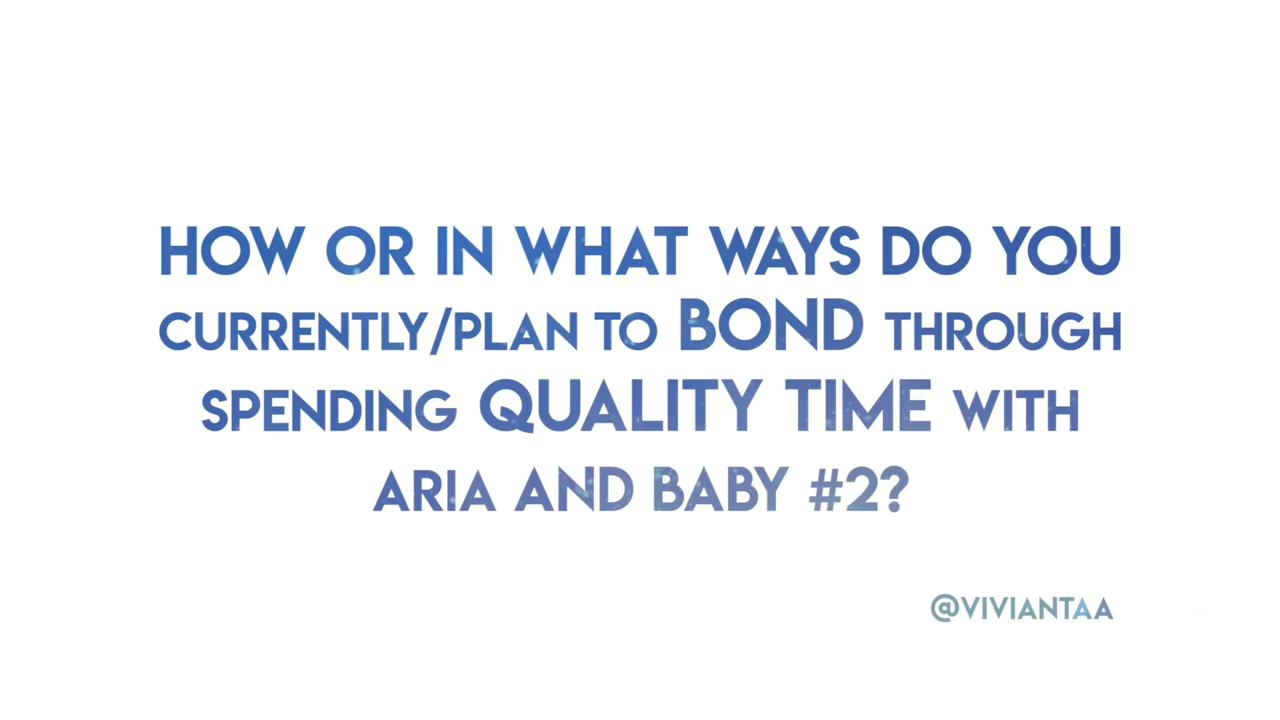 HOW OR IN WHAT WAYS DO YOU
CURRENTLY/PLAN TO BOND THROUGH
SPENDING QUALITY TIME WITH
ARIA AND BABY #2?
@VIVIANTAA